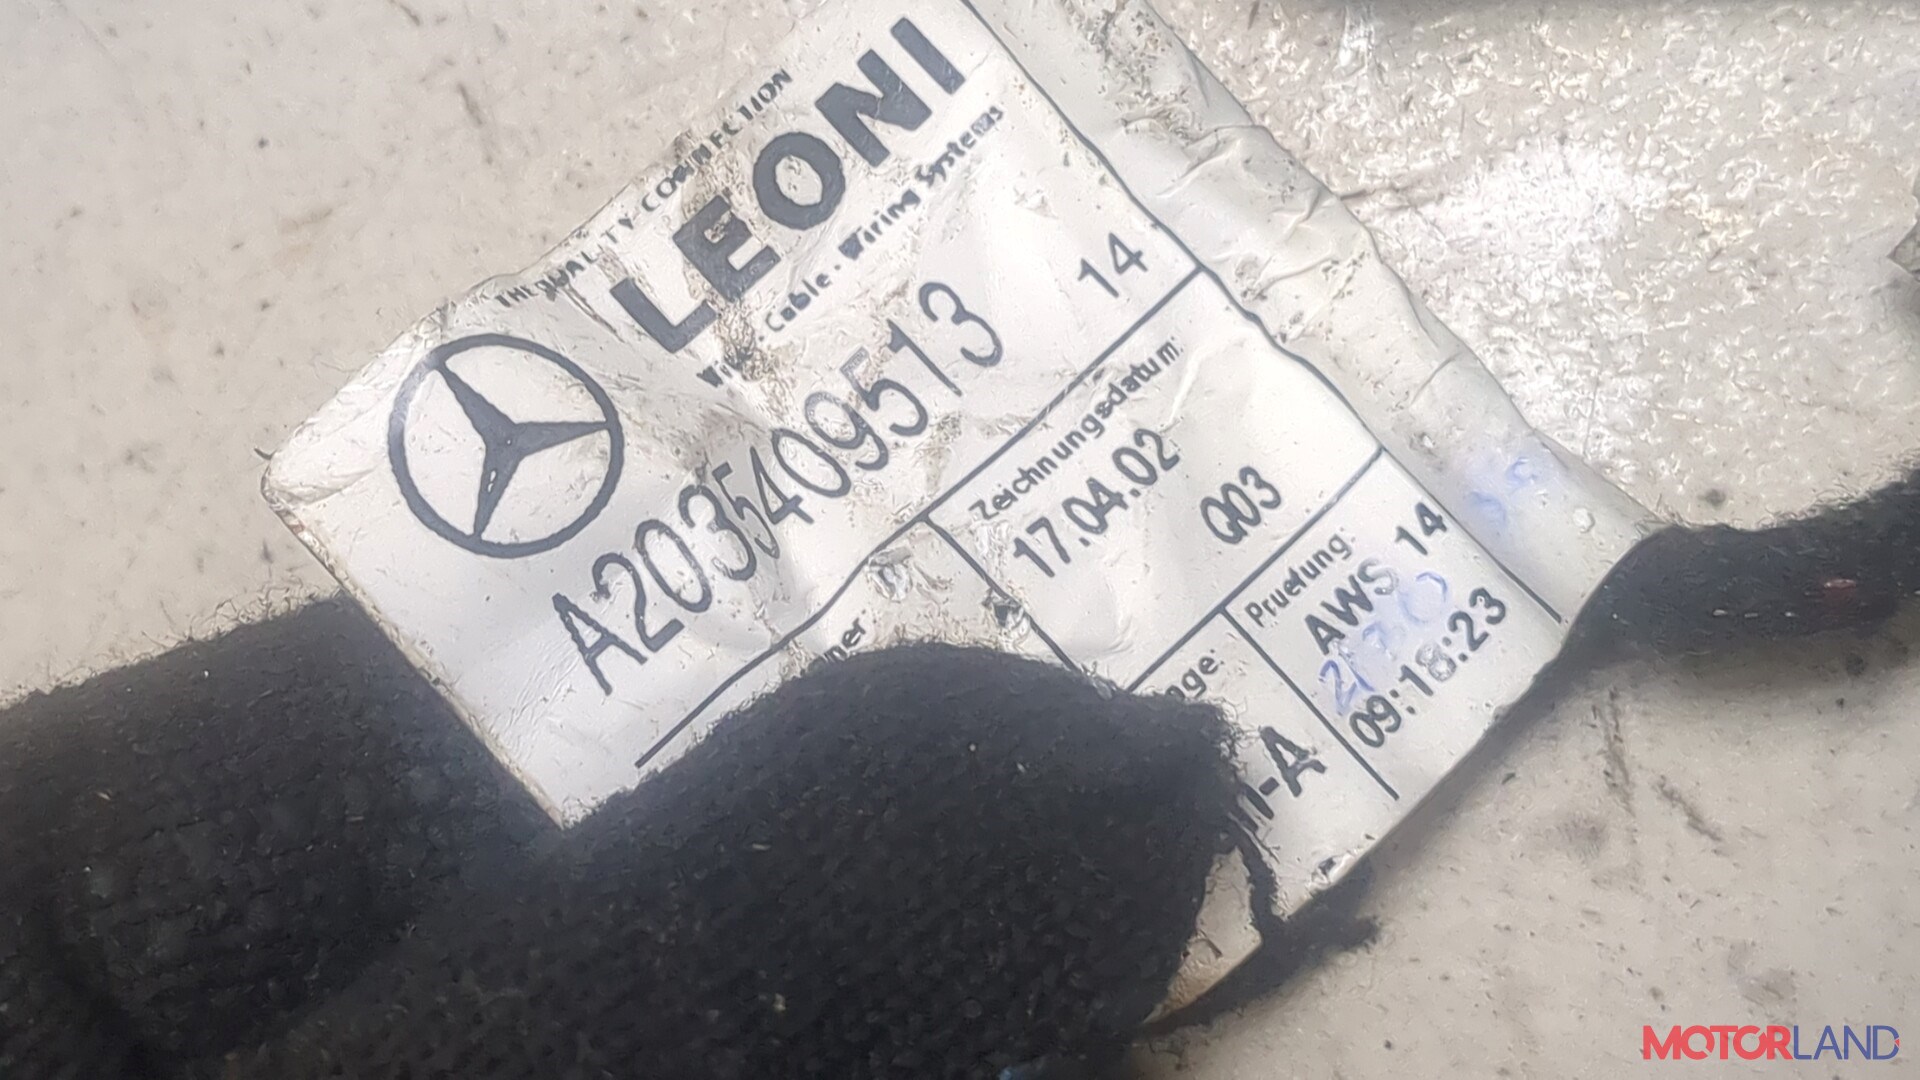 THE QUALITY CONNECTION
LEONI
Cable - Wiring Systems
A2035409513 14
Zeichnungsdatum:
17.04.02
Q03
Pruefung:
AWS 14
09:18:23
-A
MOTORLAND